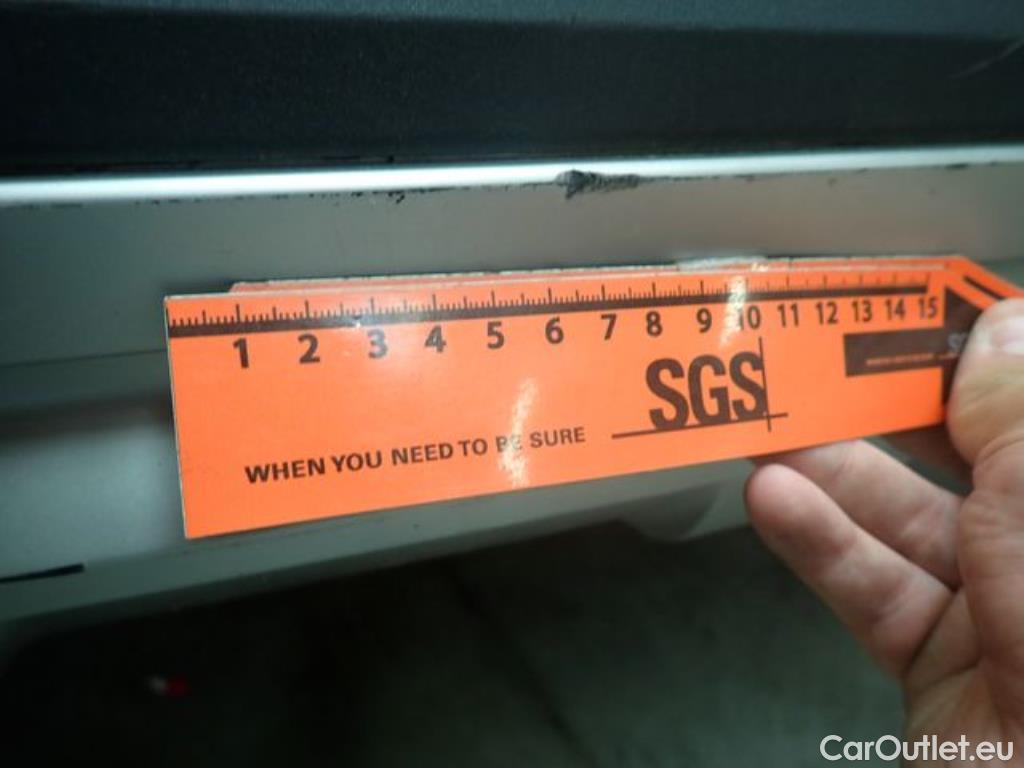 1 2 3 4 5 6 7 8 9 10 11 12 13 14 15
SGS
WHEN YOU NEED TO BE SURE
CarOutlet.eu